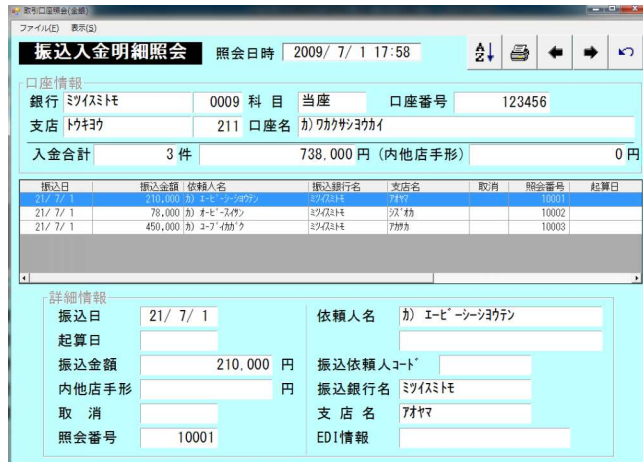 取引口座照会(全銀)
ファイル(F) 表示(S)
振込入金明細照会 照会日時 2009/ 7/ 1 17:58
口座情報
銀行 ミツイスミトモ 0009 科 目 当座 口座番号 123456
支店 トウキヨウ 211 口座名 カ)ワカクサシヨウカイ
入金合計 3 件 738,000 円 (内他店手形) 0 円
振込日 振込金額 依頼人名 振込銀行名 支店名 取消 照会番号 起算日
21/ 7/ 1 210,000 カ) エービーシーシヨウテン ミツイスミトモ アオヤマ 10001
21/ 7/ 1 78,000 カ) オービースイサン ミツイスミトモ シズオカ 10002
21/ 7/ 1 450,000 カ) ユーブイカガク ミツイスミトモ アカサカ 10003
詳細情報
振込日 21/ 7/ 1 依頼人名 カ) エービーシーシヨウテン
起算日
振込金額 210,000 円 振込依頼人コード
内他店手形 円 振込銀行名 ミツイスミトモ
取 消 支 店 名 アオヤマ
照会番号 10001 EDI情報